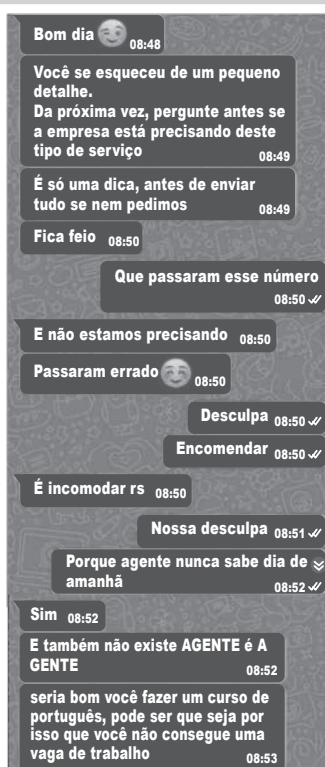 Bom dia
08:48
Você se esqueceu de um pequeno
detalhe.
Da próxima vez, pergunte antes se
a empresa está precisando deste
tipo de serviço
08:49
É só uma dica, antes de enviar
tudo se nem pedimos
08:49
Fica feio 08:50
Que passaram esse número
08:50
E não estamos precisando 08:50
Passaram errado 08:50
Desculpa 08:50
Encomendar 08:50
É incomodar rs 08:50
Nossa desculpa 08:51
Porque agente nunca sabe dia de
amanhã
08:52
Sim 08:52
E também não existe AGENTE é A
GENTE
08:52
seria bom você fazer um curso de
português, pode ser que seja por
isso que você não consegue uma
vaga de trabalho
08:53